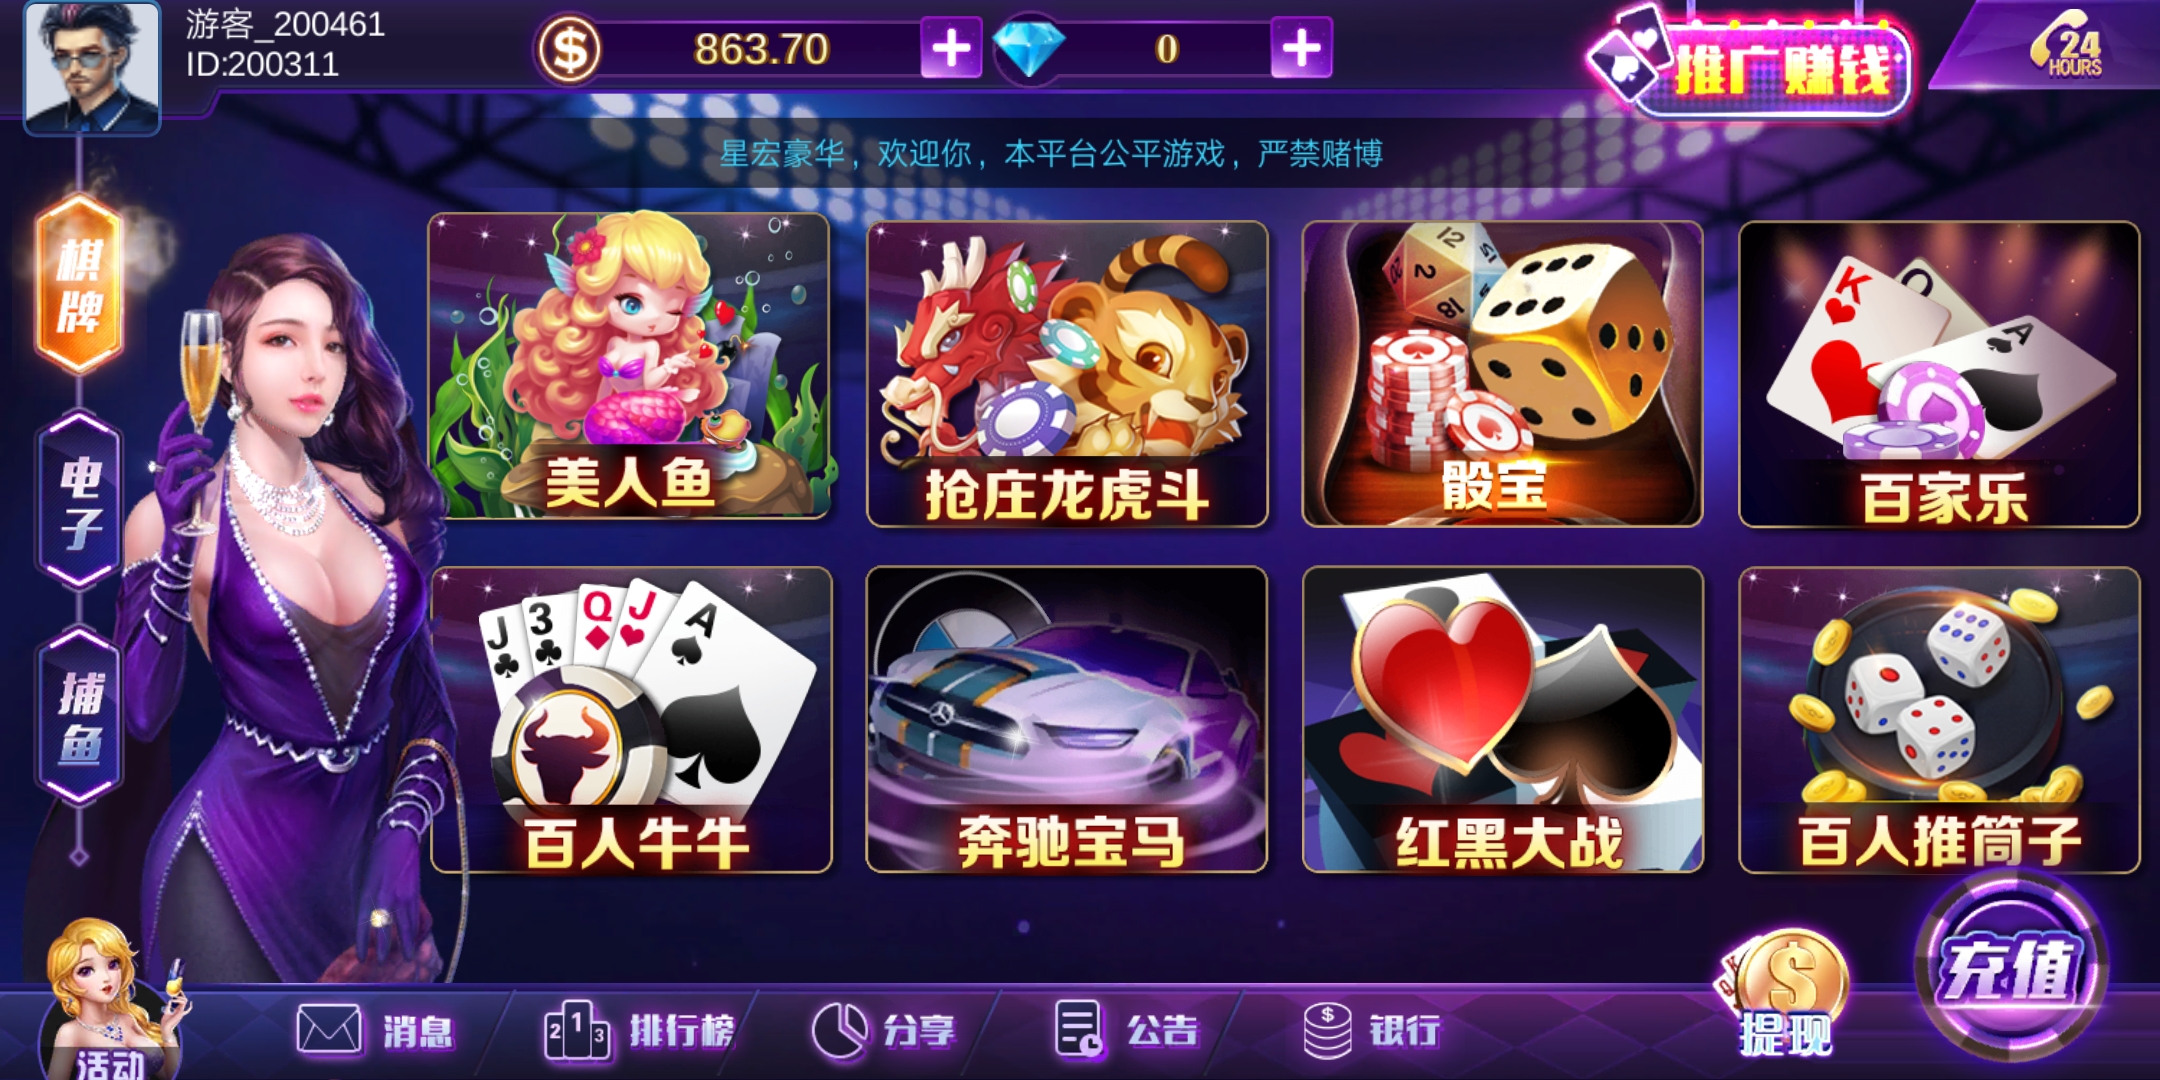 游客_200461
ID:200311
863.70
0
推广赚钱
24
HOURS
星宏豪华，欢迎你，本平台公平游戏，严禁赌博
棋牌
电子
捕鱼
美人鱼
抢庄龙虎斗
骰宝
百家乐
百人牛牛
奔驰宝马
红黑大战
百人推筒子
活动
消息
排行榜
分享
公告
银行
提现
充值